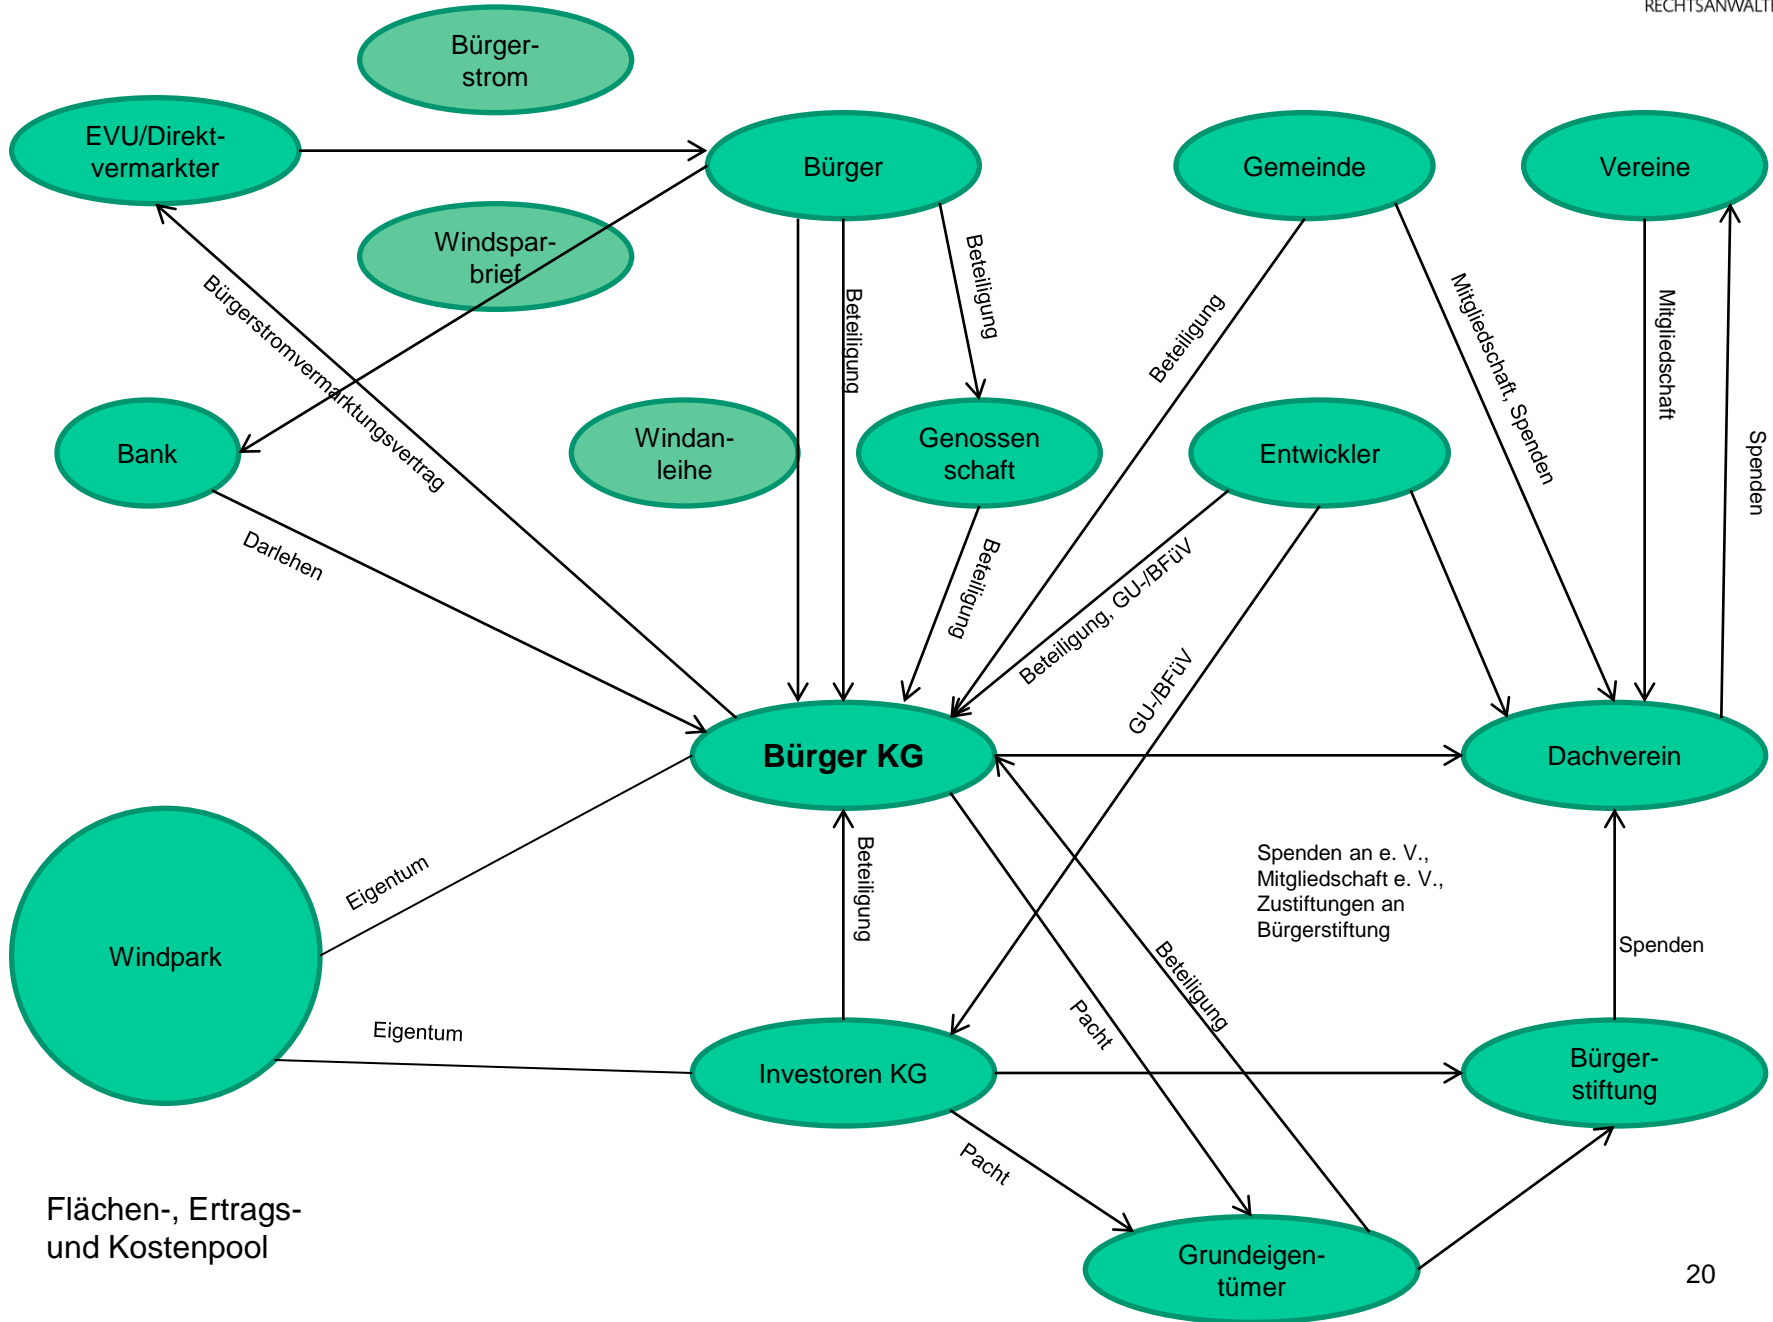 RECHTSANWÄLTE
Bürger-
strom
EVU/Direkt-
vermarkter
Bürger
Gemeinde
Vereine
Windspar-
brief
Bürgerstromvermarktungsvertrag
Beteiligung
Beteiligung
Beteiligung
Mitgliedschaft, Spenden
Mitgliedschaft
Spenden
Bank
Windan-
leihe
Genossen
schaft
Entwickler
Darlehen
Beteiligung
Beteiligung, GU-/BFüV
GU-/BFüV
Bürger KG
Dachverein
Eigentum
Beteiligung
Spenden an e. V.,
Mitgliedschaft e. V.,
Zustiftungen an
Bürgerstiftung
Windpark
Beteiligung
Spenden
Eigentum
Pacht
Investoren KG
Bürger-
stiftung
Pacht
Flächen-, Ertrags-
und Kostenpool
Grundeigen-
tümer
20